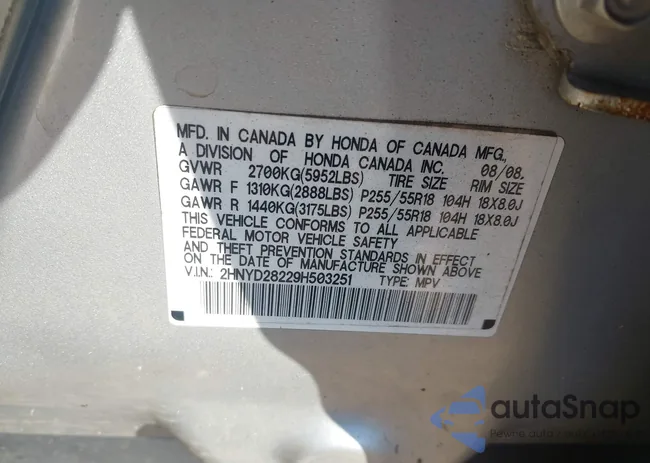 MFD. IN CANADA BY HONDA OF CANADA MFG.,
A DIVISION OF HONDA CANADA INC. 08/08.
GVWR 2700KG(5952LBS) TIRE SIZE RIM SIZE
GAWR F 1310KG(2888LBS) P255/55R18 104H 18X8.0J
GAWR R 1440KG(3175LBS) P255/55R18 104H 18X8.0J
THIS VEHICLE CONFORMS TO ALL APPLICABLE
FEDERAL MOTOR VEHICLE SAFETY
AND THEFT PREVENTION STANDARDS IN EFFECT
ON THE DATE OF MANUFACTURE SHOWN ABOVE
V.I.N.: 2HNYD28229H503251 TYPE: MPV
autaSnap
Pewne auto